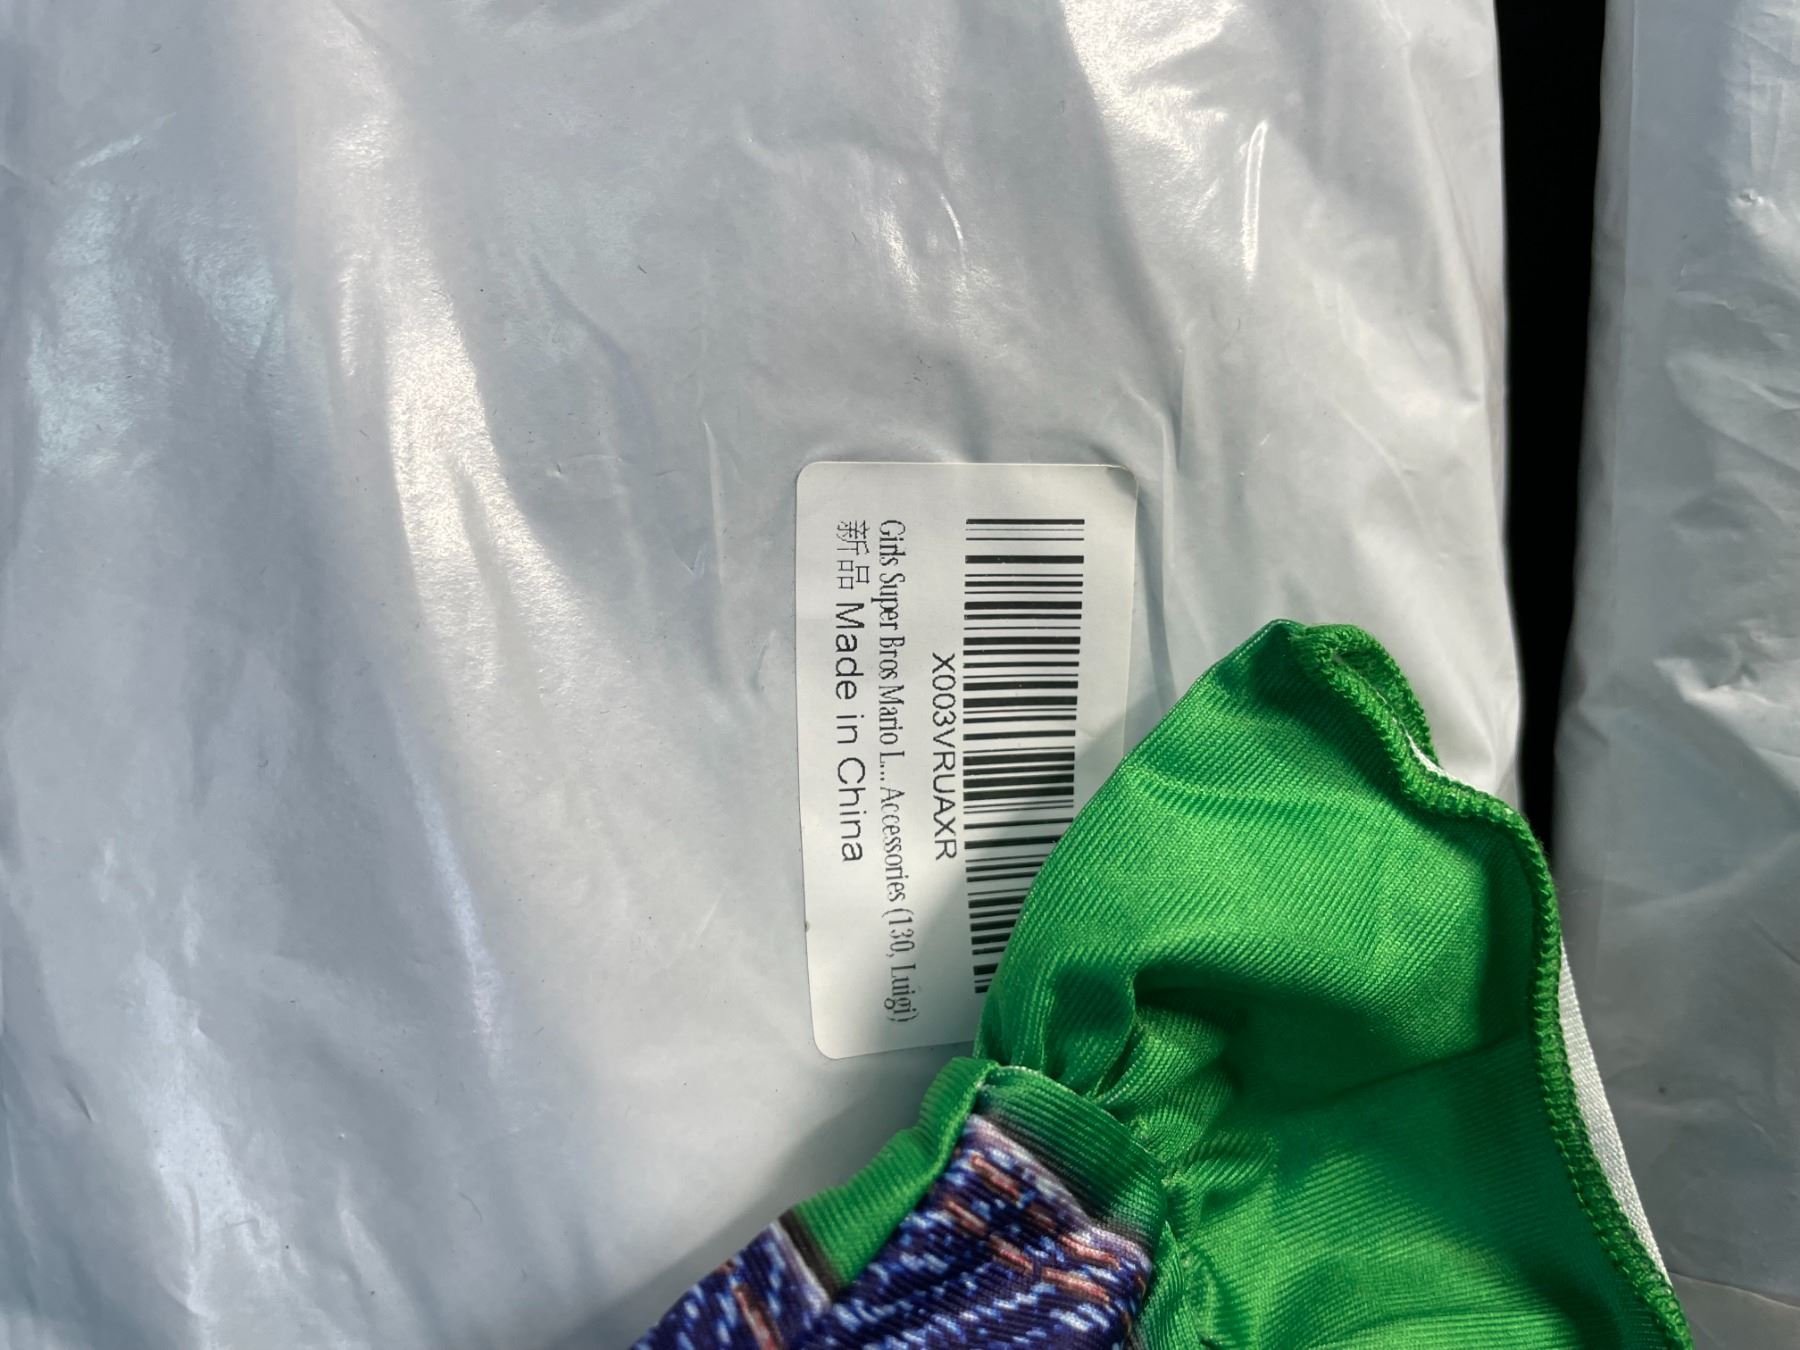 X003VRUAXR
Girls Super Bros Mario L... Accessories (130, Luigi)
新品 Made in China